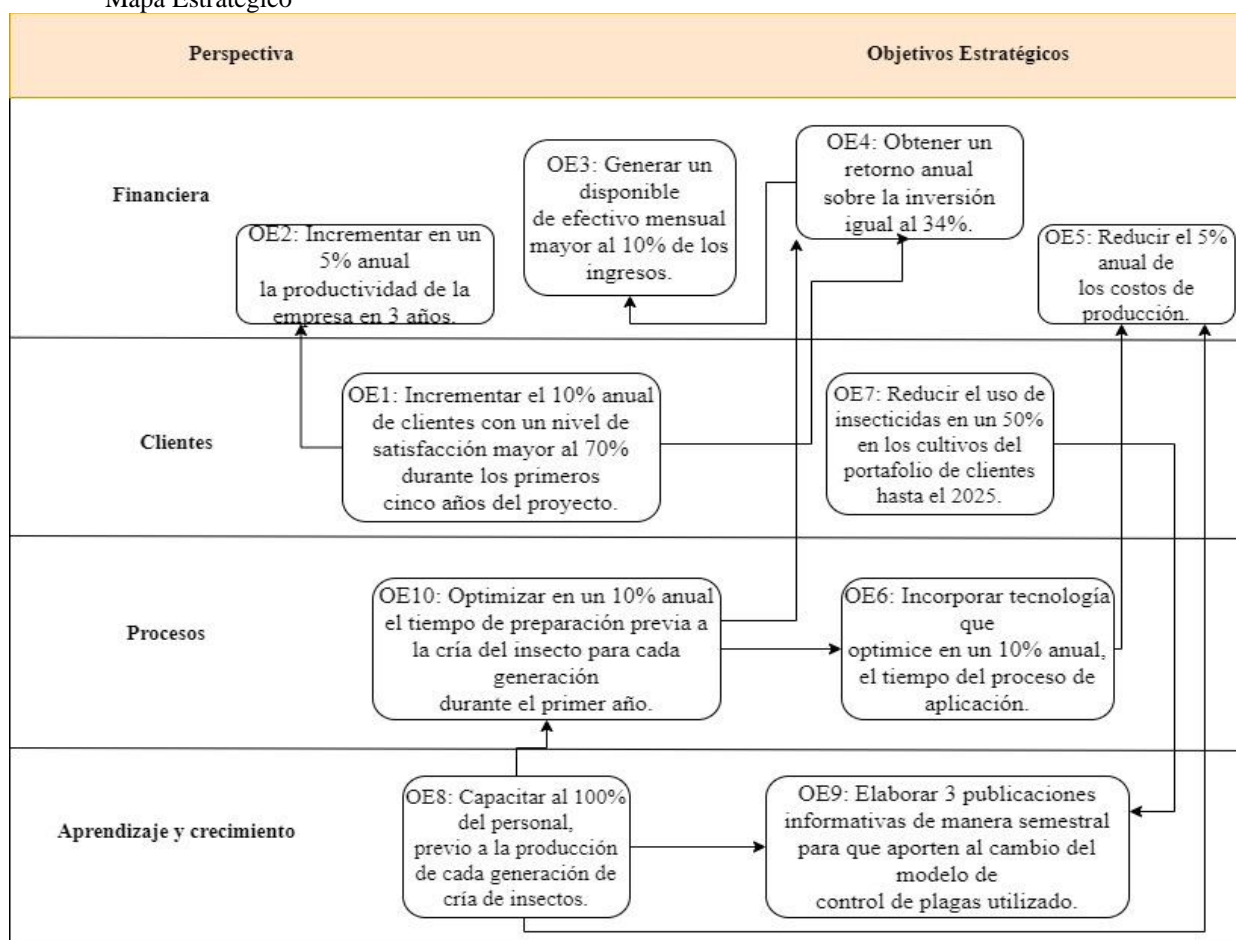 Mapa Estratégico
Perspectiva
Objetivos Estratégicos
Financiera
OE2: Incrementar en un
5% anual
la productividad de la
empresa en 3 años.
OE3: Generar un
disponible
de efectivo mensual
mayor al 10% de los
ingresos.
OE4: Obtener un
retorno anual
sobre la inversión
igual al 34%.
OE5: Reducir el 5%
anual de
los costos de
producción.
Clientes
OE1: Incrementar el 10% anual
de clientes con un nivel de
satisfacción mayor al 70%
durante los primeros
cinco años del proyecto.
OE7: Reducir el uso de
insecticidas en un 50%
en los cultivos del
portafolio de clientes
hasta el 2025.
Procesos
OE10: Optimizar en un 10% anual
el tiempo de preparación previa a
la cría del insecto para cada
generación
durante el primer año.
OE6: Incorporar tecnología
que
optimice en un 10% anual,
el tiempo del proceso de
aplicación.
Aprendizaje y crecimiento
OE8: Capacitar al 100%
del personal,
previo a la producción
de cada generación de
cría de insectos.
OE9: Elaborar 3 publicaciones
informativas de manera semestral
para que aporten al cambio del
modelo de
control de plagas utilizado.